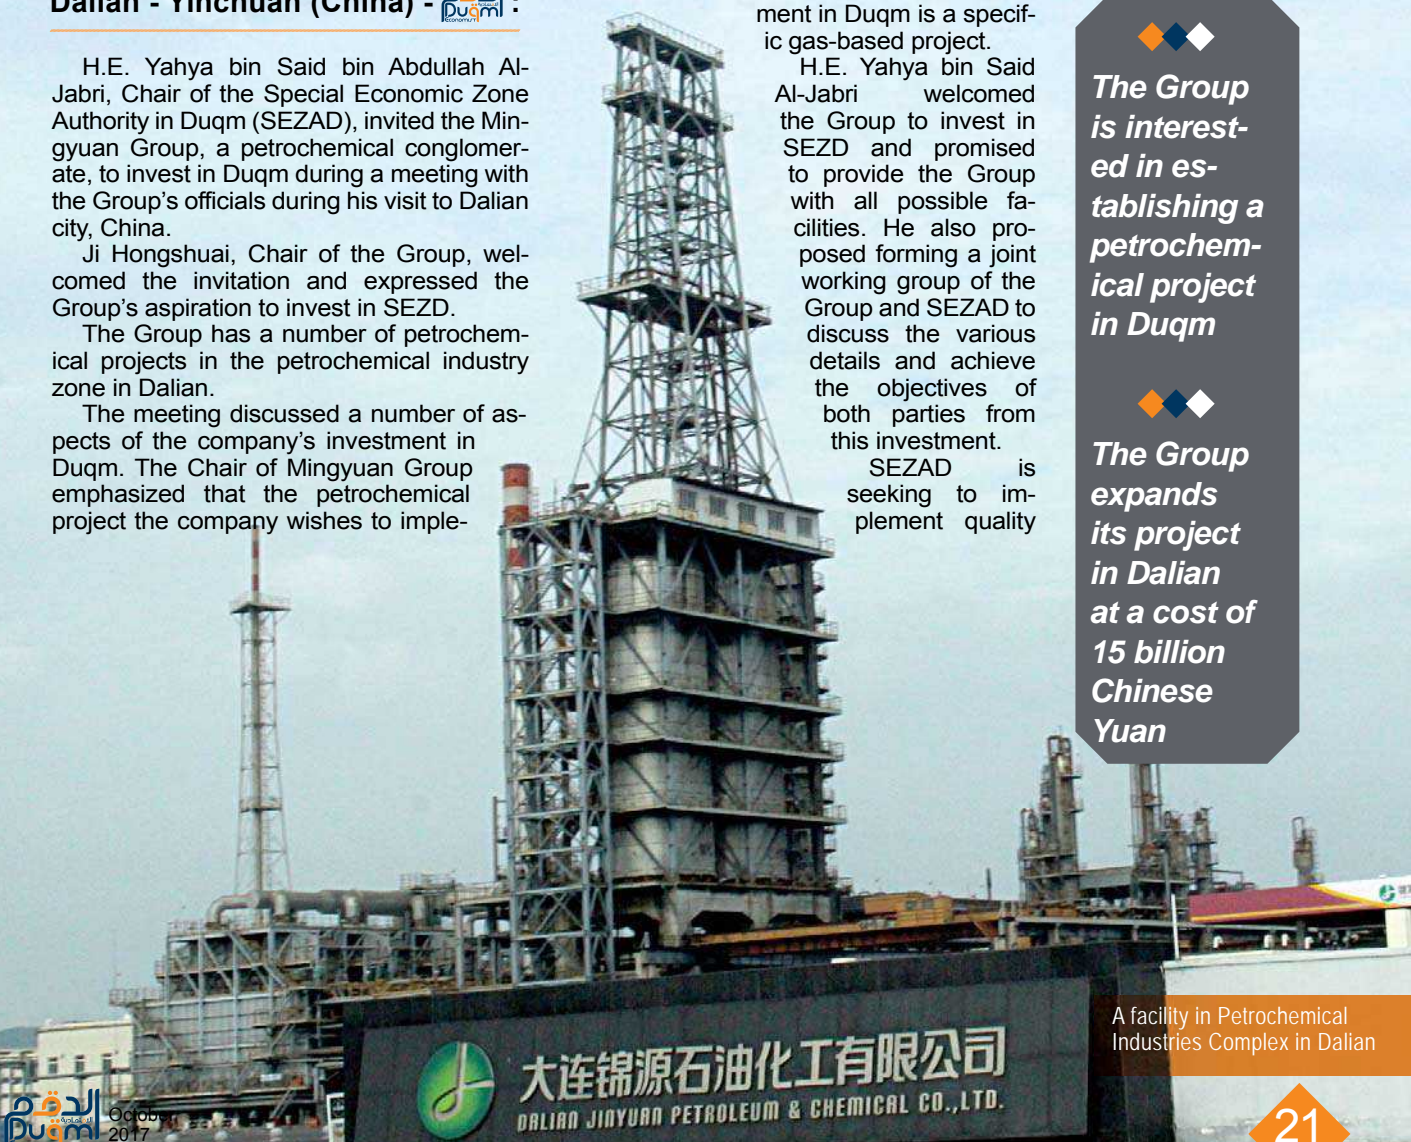 Dalian - Yinchuan (China) - الدقم Duqm Economist :
H.E. Yahya bin Said bin Abdullah Al-
Jabri, Chair of the Special Economic Zone
Authority in Duqm (SEZAD), invited the Min-
gyuan Group, a petrochemical conglomer-
ate, to invest in Duqm during a meeting with
the Group's officials during his visit to Dalian
city, China.
Ji Hongshuai, Chair of the Group, wel-
comed the invitation and expressed the
Group's aspiration to invest in SEZD.
The Group has a number of petrochem-
ical projects in the petrochemical industry
zone in Dalian.
The meeting discussed a number of as-
pects of the company's investment in
Duqm. The Chair of Mingyuan Group
emphasized that the petrochemical
project the company wishes to imple-
ment in Duqm is a specif-
ic gas-based project.
H.E. Yahya bin Said
Al-Jabri welcomed
the Group to invest in
SEZD and promised
to provide the Group
with all possible fa-
cilities. He also pro-
posed forming a joint
working group of the
Group and SEZAD to
discuss the various
details and achieve
the objectives of
both parties from
this investment.
SEZAD is
seeking to im-
plement quality
The Group
is interest-
ed in es-
tablishing a
petrochem-
ical project
in Duqm
The Group
expands
its project
in Dalian
at a cost of
15 billion
Chinese
Yuan
大连锦源石油化工有限公司
DALIAN JINYUAN PETROLEUM & CHEMICAL CO.,LTD.
A facility in Petrochemical
Industries Complex in Dalian
الدقم
Duqm
October
2017
21